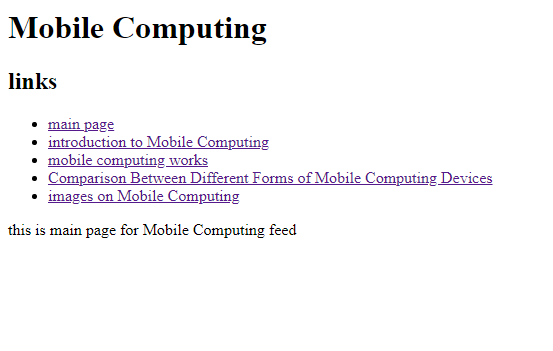 Mobile Computing
links
main page
introduction to Mobile Computing
mobile computing works
Comparison Between Different Forms of Mobile Computing Devices
images on Mobile Computing
this is main page for Mobile Computing feed